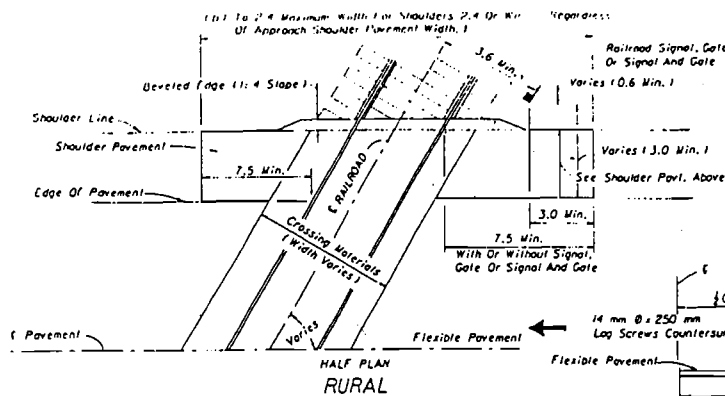 To 2.4 Maximum Width For Shoulders 2.4 Or Regardless
Of Approach Shoulder Pavement Width.)
3.6 Min.
Railroad Signal, Gate
Or Signal And Gate
Beveled Edge (1:4 Slope)
Varies (0.6 Min.)
Shoulder Line
Shoulder Pavement
Varies (3.0 Min.)
See Shoulder Pavt. Above
7.5 Min.
Edge Of Pavement
RAILROAD
3.0 Min.
7.5 Min.
With Or Without Signal,
Gate Or Signal And Gate
Crossing Materials
(Width Varies)
Varies
Pavement
Flexible Pavement
14 mm Ø x 250 mm
Lag Screws Countersun
Flexible Pavement
HALF PLAN
RURAL